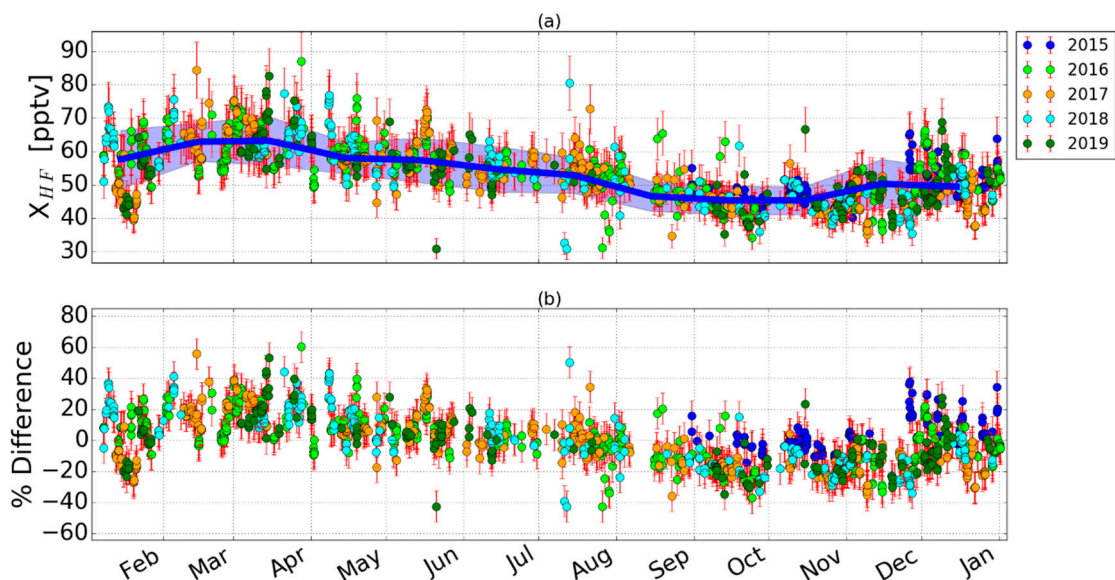 (a)
X_HF [pptv]
90
80
70
60
50
40
30
2015
2016
2017
2018
2019
(b)
% Difference
80
60
40
20
0
−20
−40
−60
Feb
Mar
Apr
May
Jun
Jul
Aug
Sep
Oct
Nov
Dec
Jan